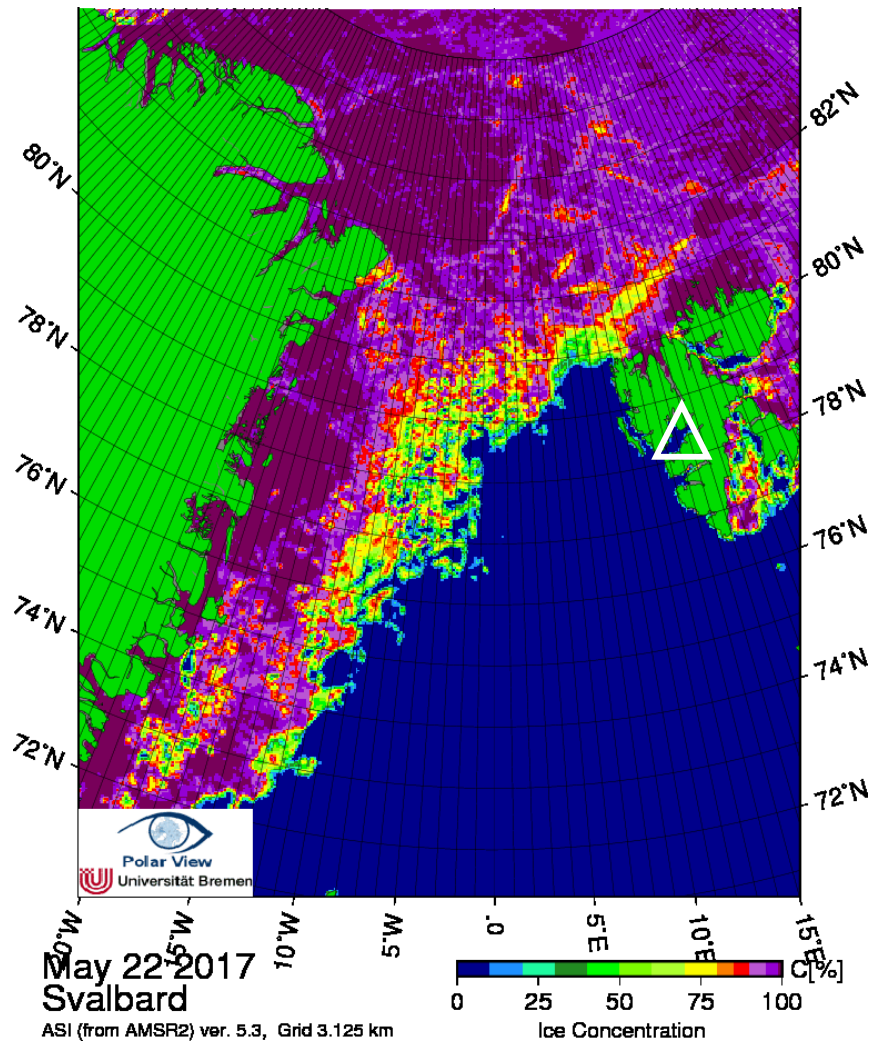 82°N
80°N
80°N
78°N
78°N
76°N
76°N
74°N
74°N
72°N
72°N
Polar View
Universität Bremen
20°W
15°W
10°W
5°W
0
5°E
10°E
15°E
May 22 2017
Svalbard
ASI (from AMSR2) ver. 5.3, Grid 3.125 km
C[%]
0 25 50 75 100
Ice Concentration